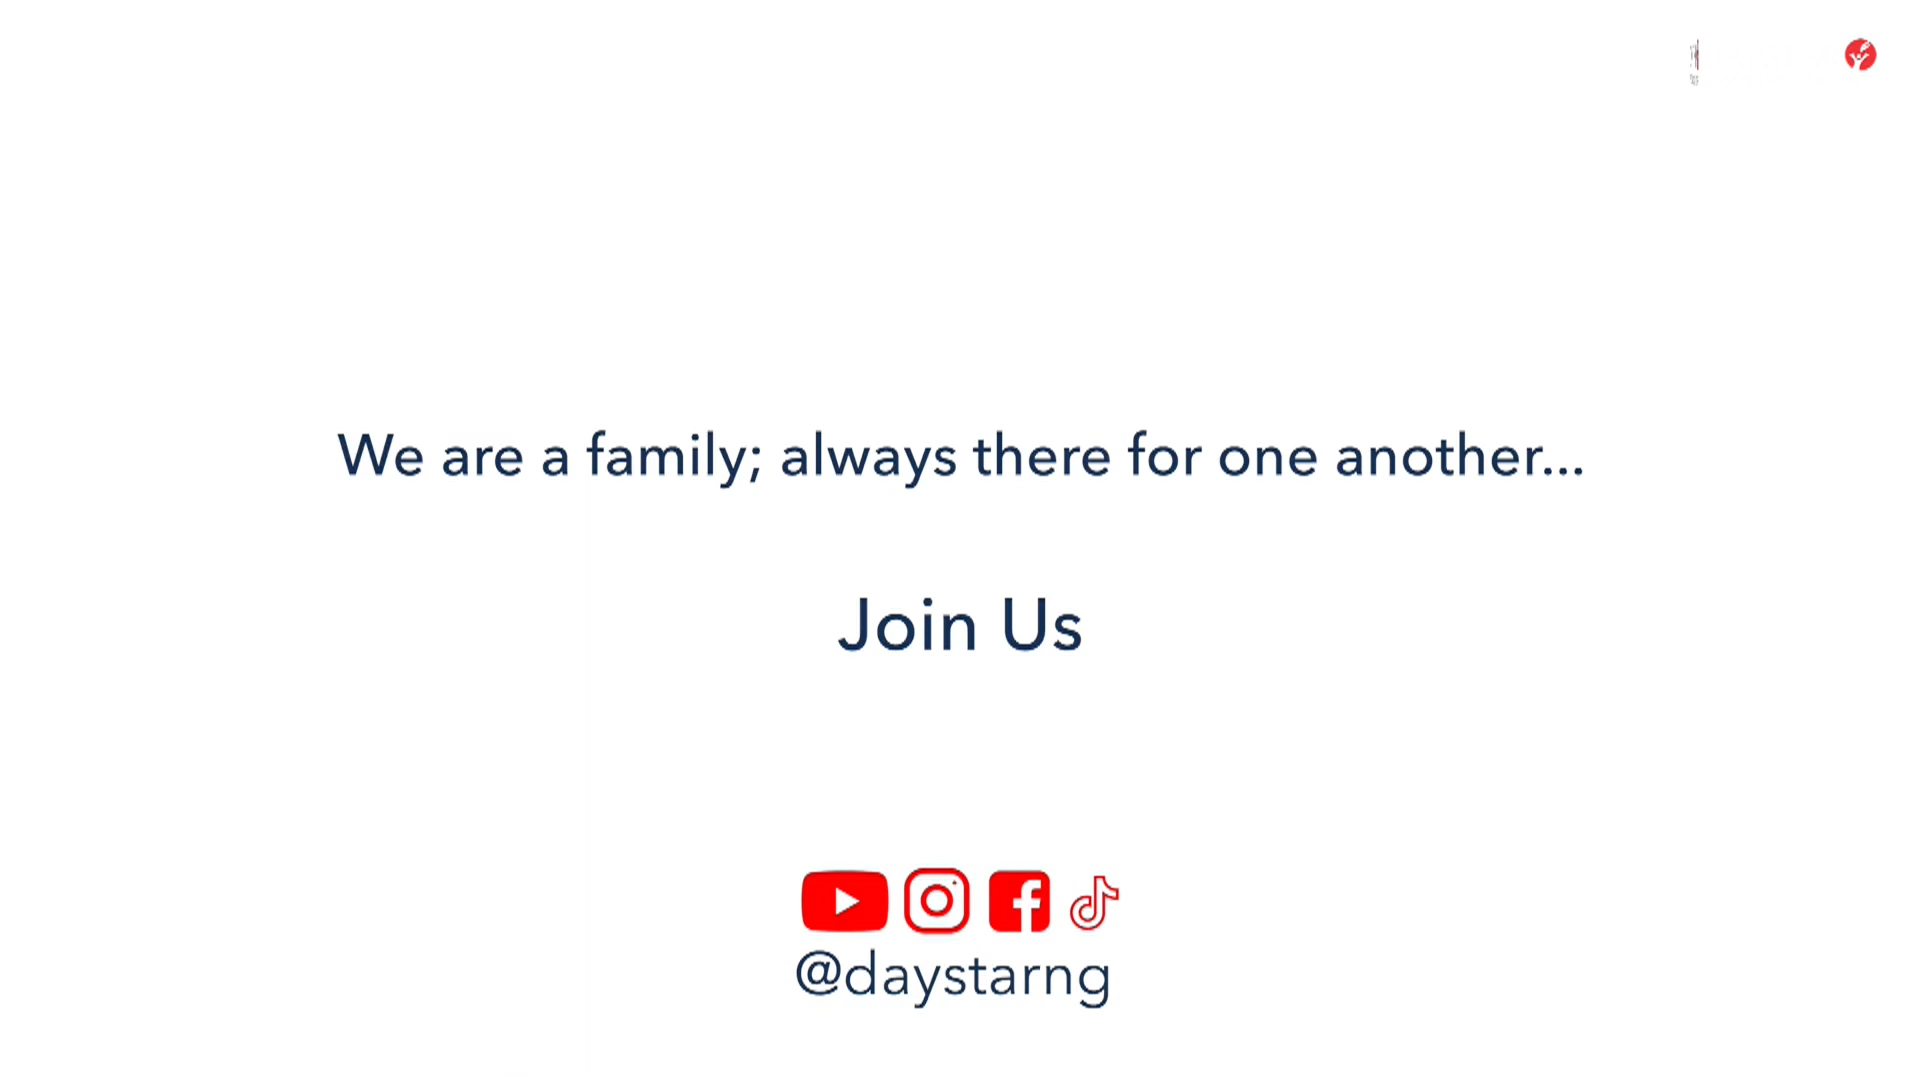 We are a family; always there for one another...
Join Us
@daystarng